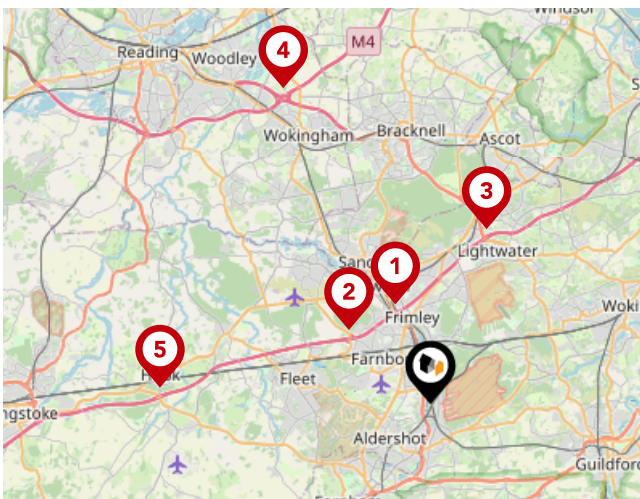 Windsor
4
M4
Reading
Woodley
Wokingham
Bracknell
Ascot
3
Lightwater
1
Sand
2
Frimley
Woki
5
Farnbo
Hook
Fleet
ngstoke
Aldershot
Guildford